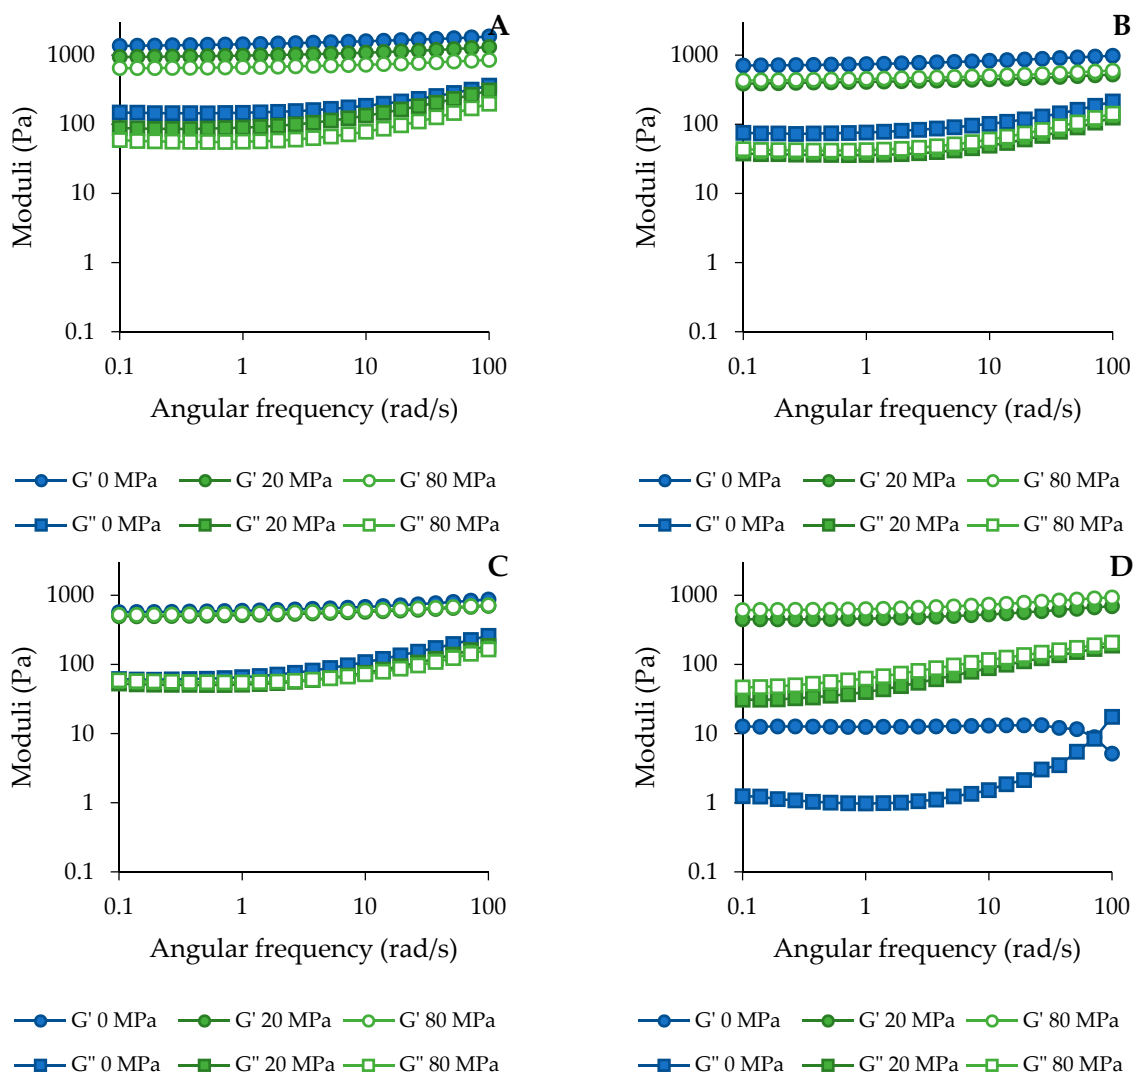 A
1000
100
10
1
0.1
Moduli (Pa)
0.1 1 10 100
Angular frequency (rad/s)
G' 0 MPa G' 20 MPa G' 80 MPa
G'' 0 MPa G'' 20 MPa G'' 80 MPa
B
1000
100
10
1
0.1
Moduli (Pa)
0.1 1 10 100
Angular frequency (rad/s)
G' 0 MPa G' 20 MPa G' 80 MPa
G'' 0 MPa G'' 20 MPa G'' 80 MPa
C
1000
100
10
1
0.1
Moduli (Pa)
0.1 1 10 100
Angular frequency (rad/s)
G' 0 MPa G' 20 MPa G' 80 MPa
G'' 0 MPa G'' 20 MPa G'' 80 MPa
D
1000
100
10
1
0.1
Moduli (Pa)
0.1 1 10 100
Angular frequency (rad/s)
G' 0 MPa G' 20 MPa G' 80 MPa
G'' 0 MPa G'' 20 MPa G'' 80 MPa